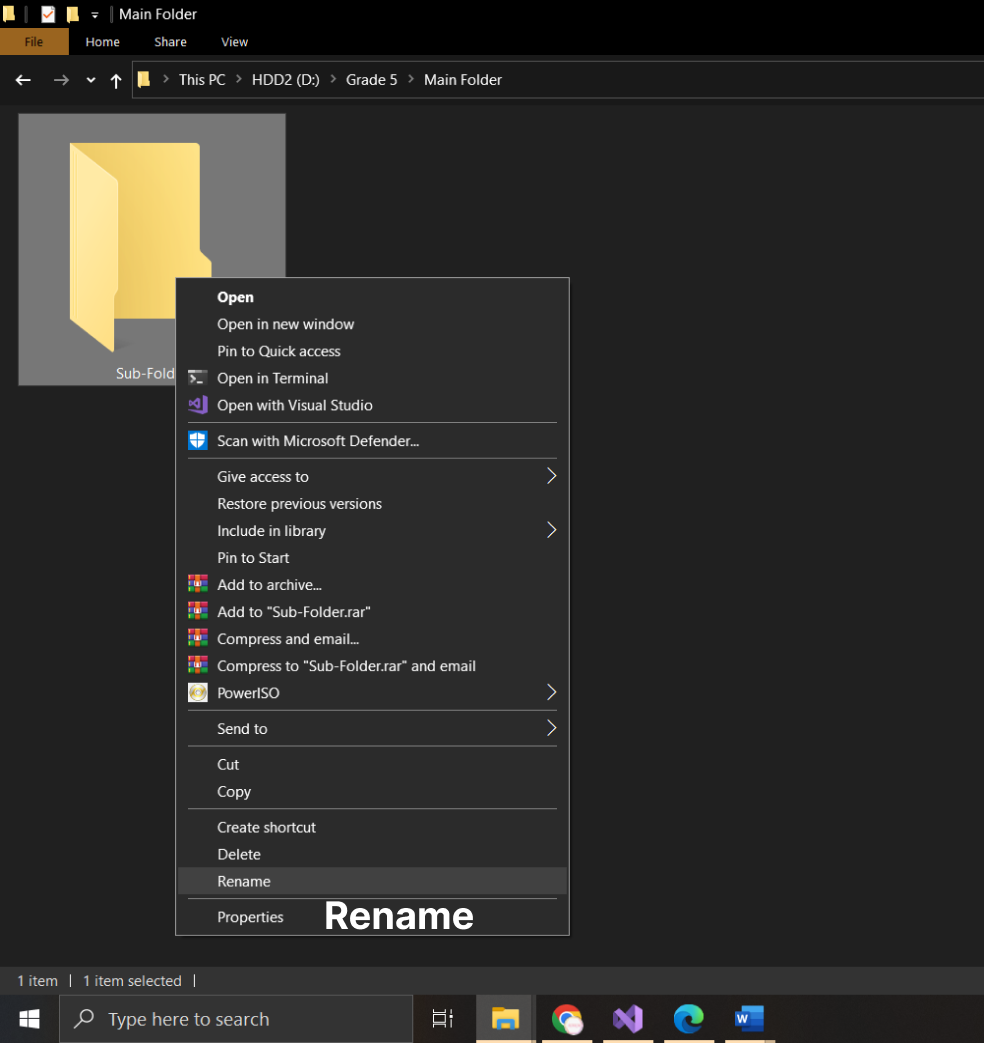 Main Folder
File Home Share View
This PC HDD2 (D:) Grade 5 Main Folder
Sub-Fold
Open
Open in new window
Pin to Quick access
Open in Terminal
Open with Visual Studio
Scan with Microsoft Defender...
Give access to
Restore previous versions
Include in library
Pin to Start
Add to archive...
Add to "Sub-Folder.rar"
Compress and email...
Compress to "Sub-Folder.rar" and email
PowerISO
Send to
Cut
Copy
Create shortcut
Delete
Rename
Properties
Rename
1 item 1 item selected
Type here to search